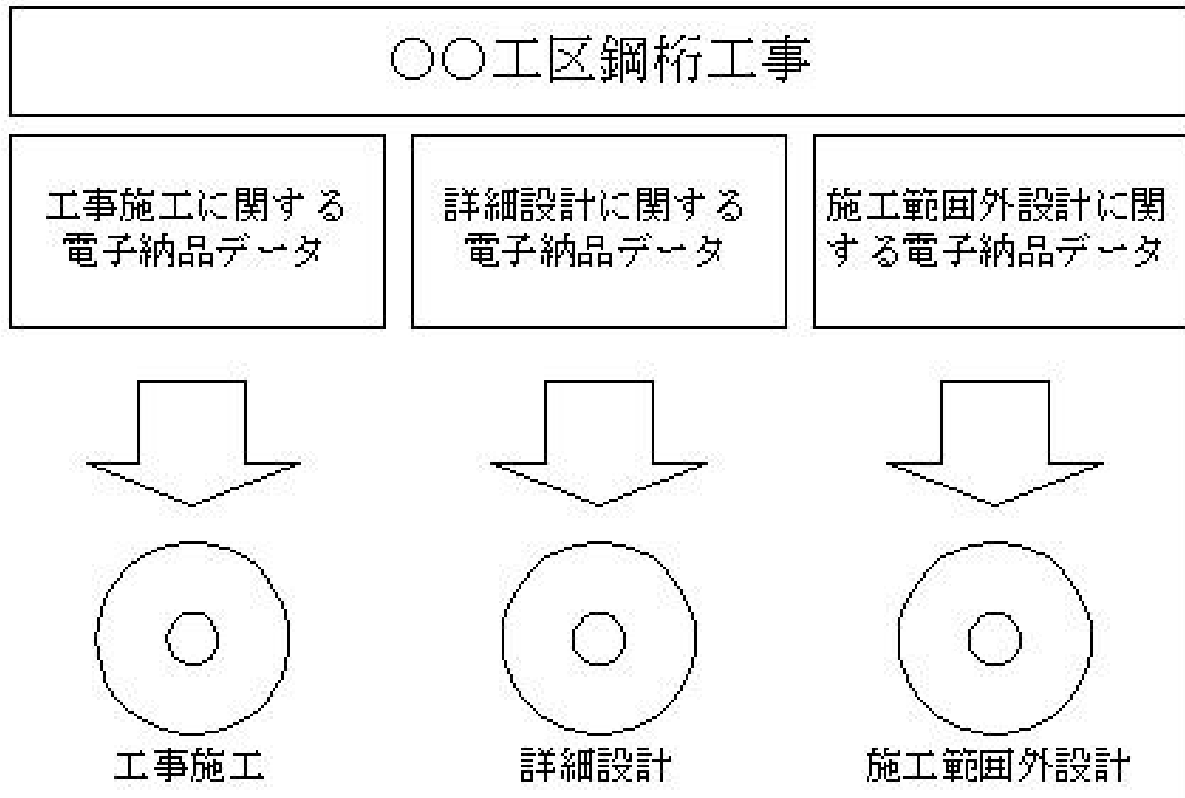 ○○工区鋼桁工事
工事施工に関する
電子納品データ
詳細設計に関する
電子納品データ
施工範囲外設計に関
する電子納品データ
工事施工
詳細設計
施工範囲外設計